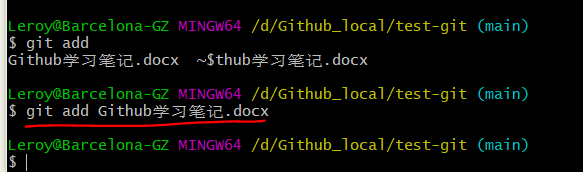 Leroy@Barcelona-GZ MINGW64 /d/Github_local/test-git (main)
$ git add
Github学习笔记.docx  ~$thub学习笔记.docx
Leroy@Barcelona-GZ MINGW64 /d/Github_local/test-git (main)
$ git add Github学习笔记.docx
Leroy@Barcelona-GZ MINGW64 /d/Github_local/test-git (main)
$